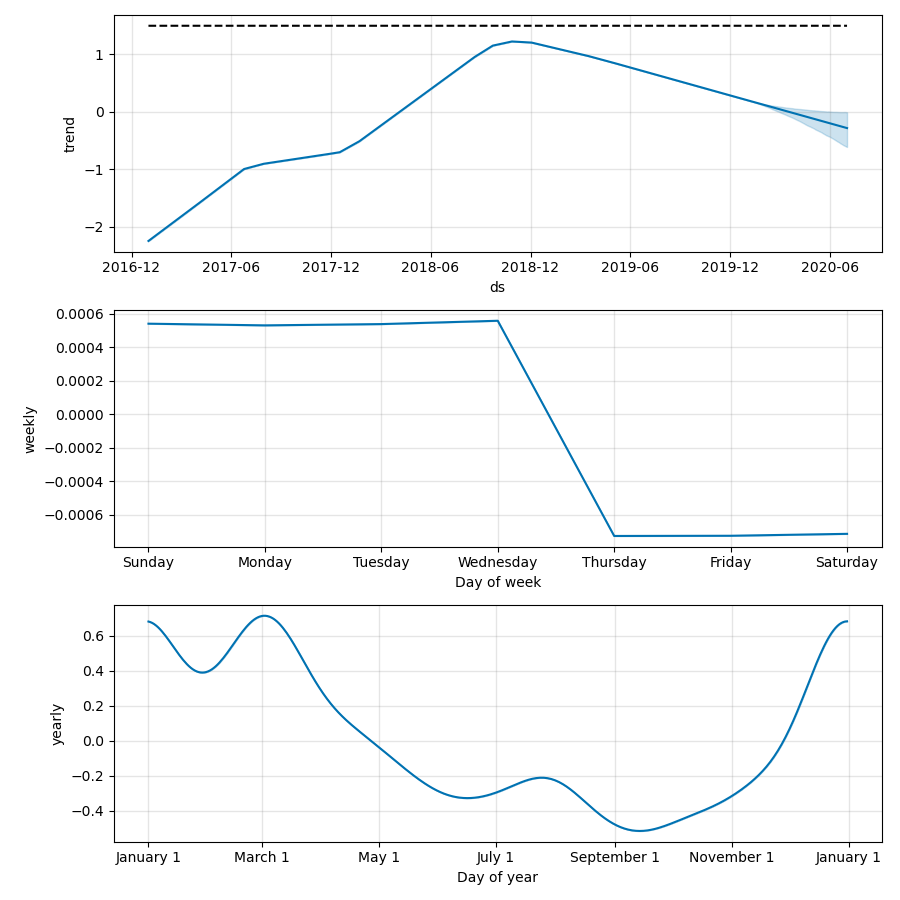 1
0
−1
−2
trend
2016-12 2017-06 2017-12 2018-06 2018-12 2019-06 2019-12 2020-06
ds
0.0006
0.0004
0.0002
0.0000
−0.0002
−0.0004
−0.0006
weekly
Sunday Monday Tuesday Wednesday Thursday Friday Saturday
Day of week
0.6
0.4
0.2
0.0
−0.2
−0.4
yearly
January 1 March 1 May 1 July 1 September 1 November 1 January 1
Day of year